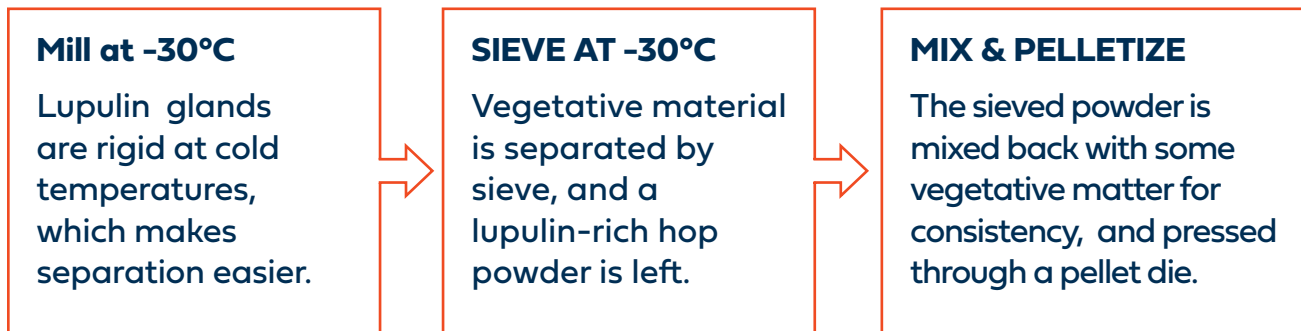 Mill at -30°C
Lupulin glands
are rigid at cold
temperatures,
which makes
separation easier.
SIEVE AT -30°C
Vegetative material
is separated by
sieve, and a
lupulin-rich hop
powder is left.
MIX & PELLETIZE
The sieved powder is
mixed back with some
vegetative matter for
consistency, and pressed
through a pellet die.